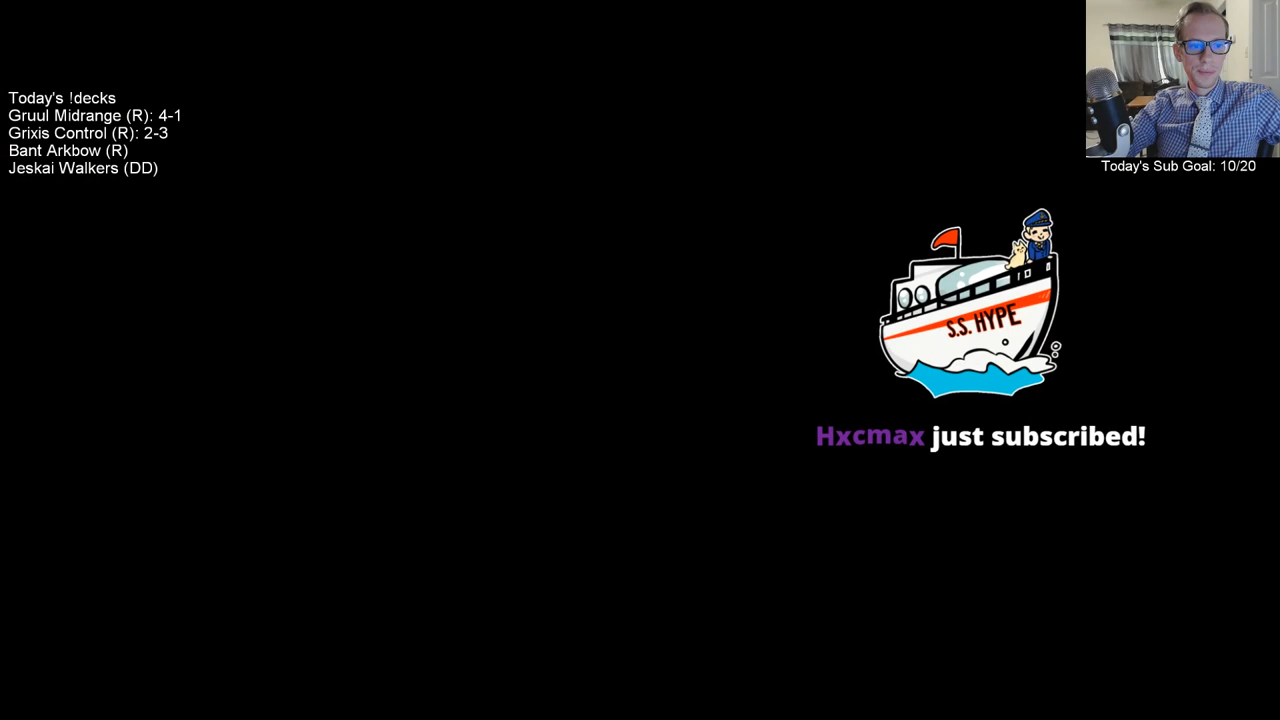 Today's !decks
Gruul Midrange (R): 4-1
Grixis Control (R): 2-3
Bant Arkbow (R)
Jeskai Walkers (DD)
Today's Sub Goal: 10/20
S.S. HYPE
Hxcmax just subscribed!